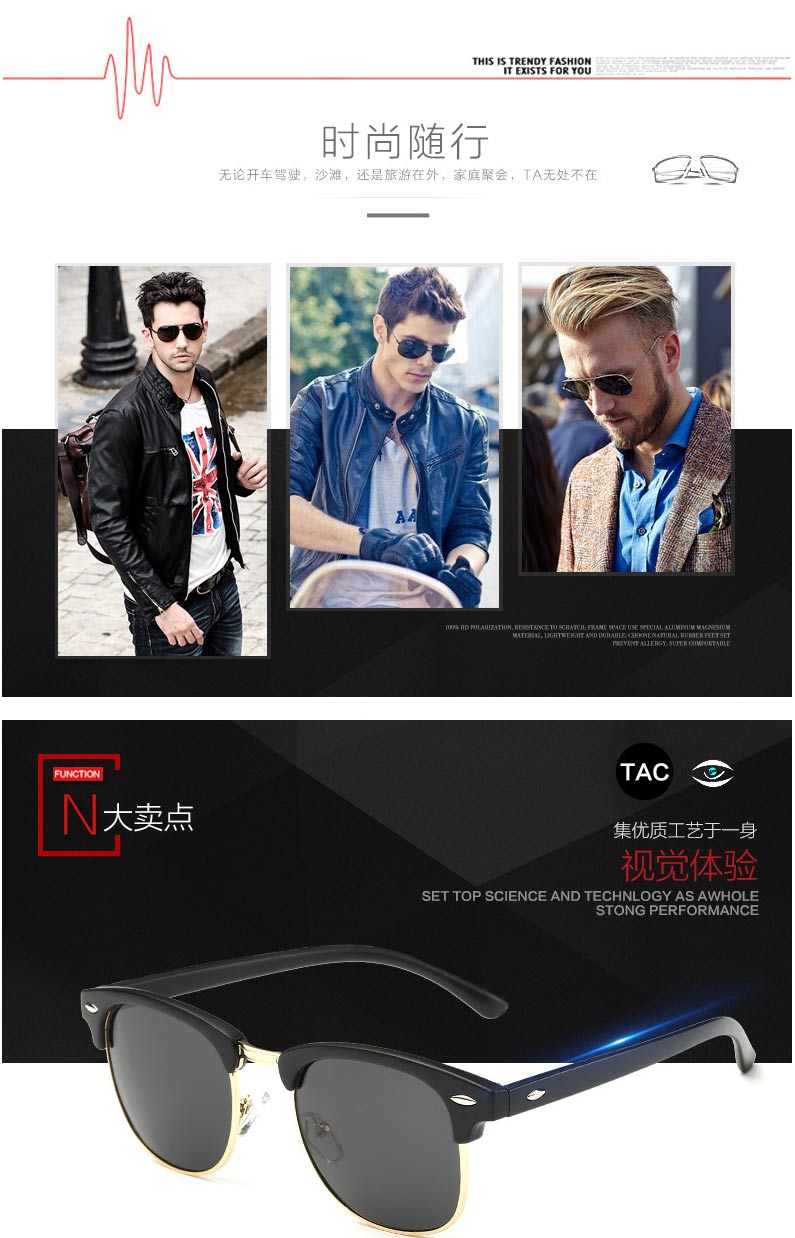 THIS IS TRENDY FASHION
IT EXISTS FOR YOU
时尚随行
无论开车驾驶，沙滩，还是旅游在外，家庭聚会，TA无处不在
AA
100% HD POLARIZATION, RESISTANCE TO SCRATCH; FRAME SPACE USE SPECIAL ALUMINUM MAGNESIUM
MATERIAL, LIGHTWEIGHT AND DURABLE; CHOOSE NATURAL RUBBER FEET SET
PREVENT ALLERGY, SUPER COMFORTABLE
FUNCTION
N大卖点
TAC
集优质工艺于一身
视觉体验
SET TOP SCIENCE AND TECHNLOGY AS AWHOLE
STONG PERFORMANCE